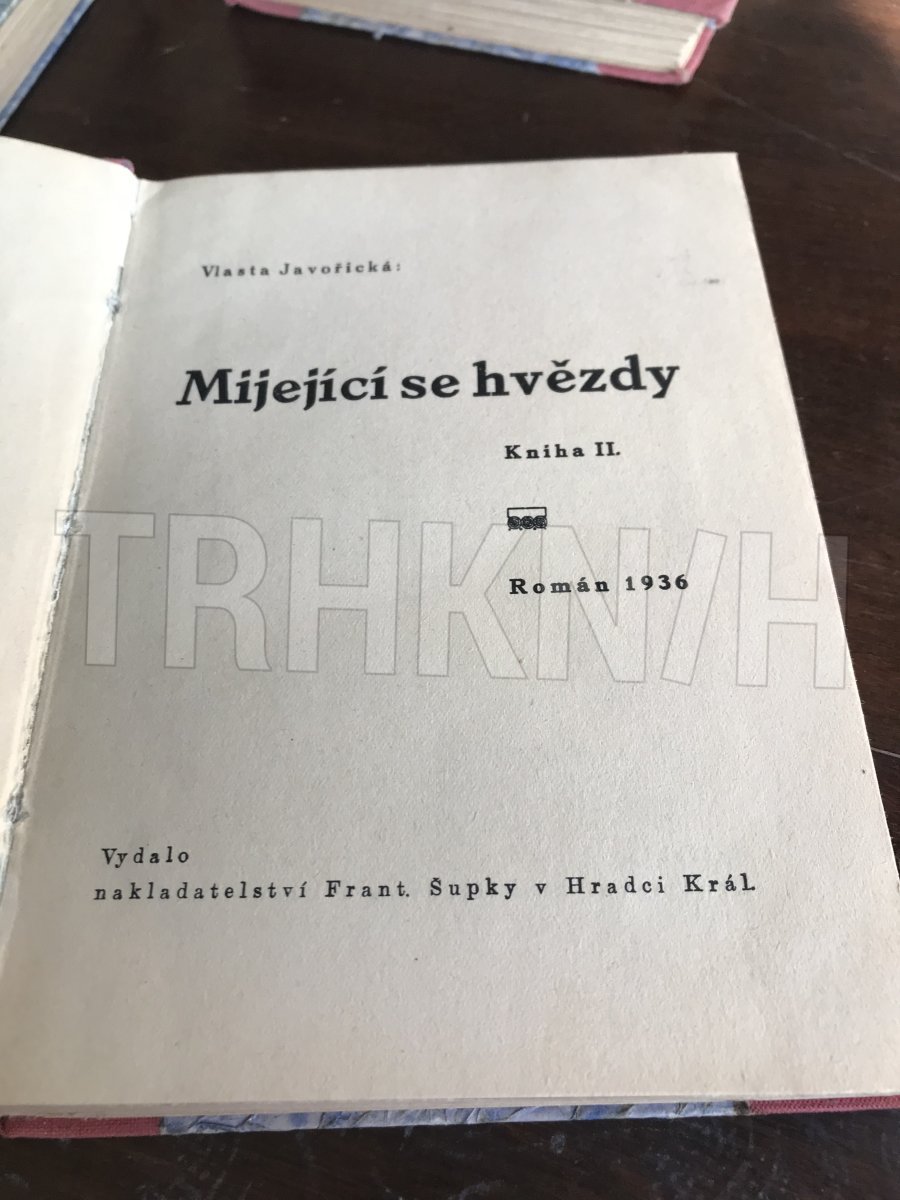 Vlasta Javořická:
Mijející se hvězdy
Kniha II.
TRHKNIH
Román 1936
Vydalo
nakladatelství Frant. Šupky v Hradci Král.